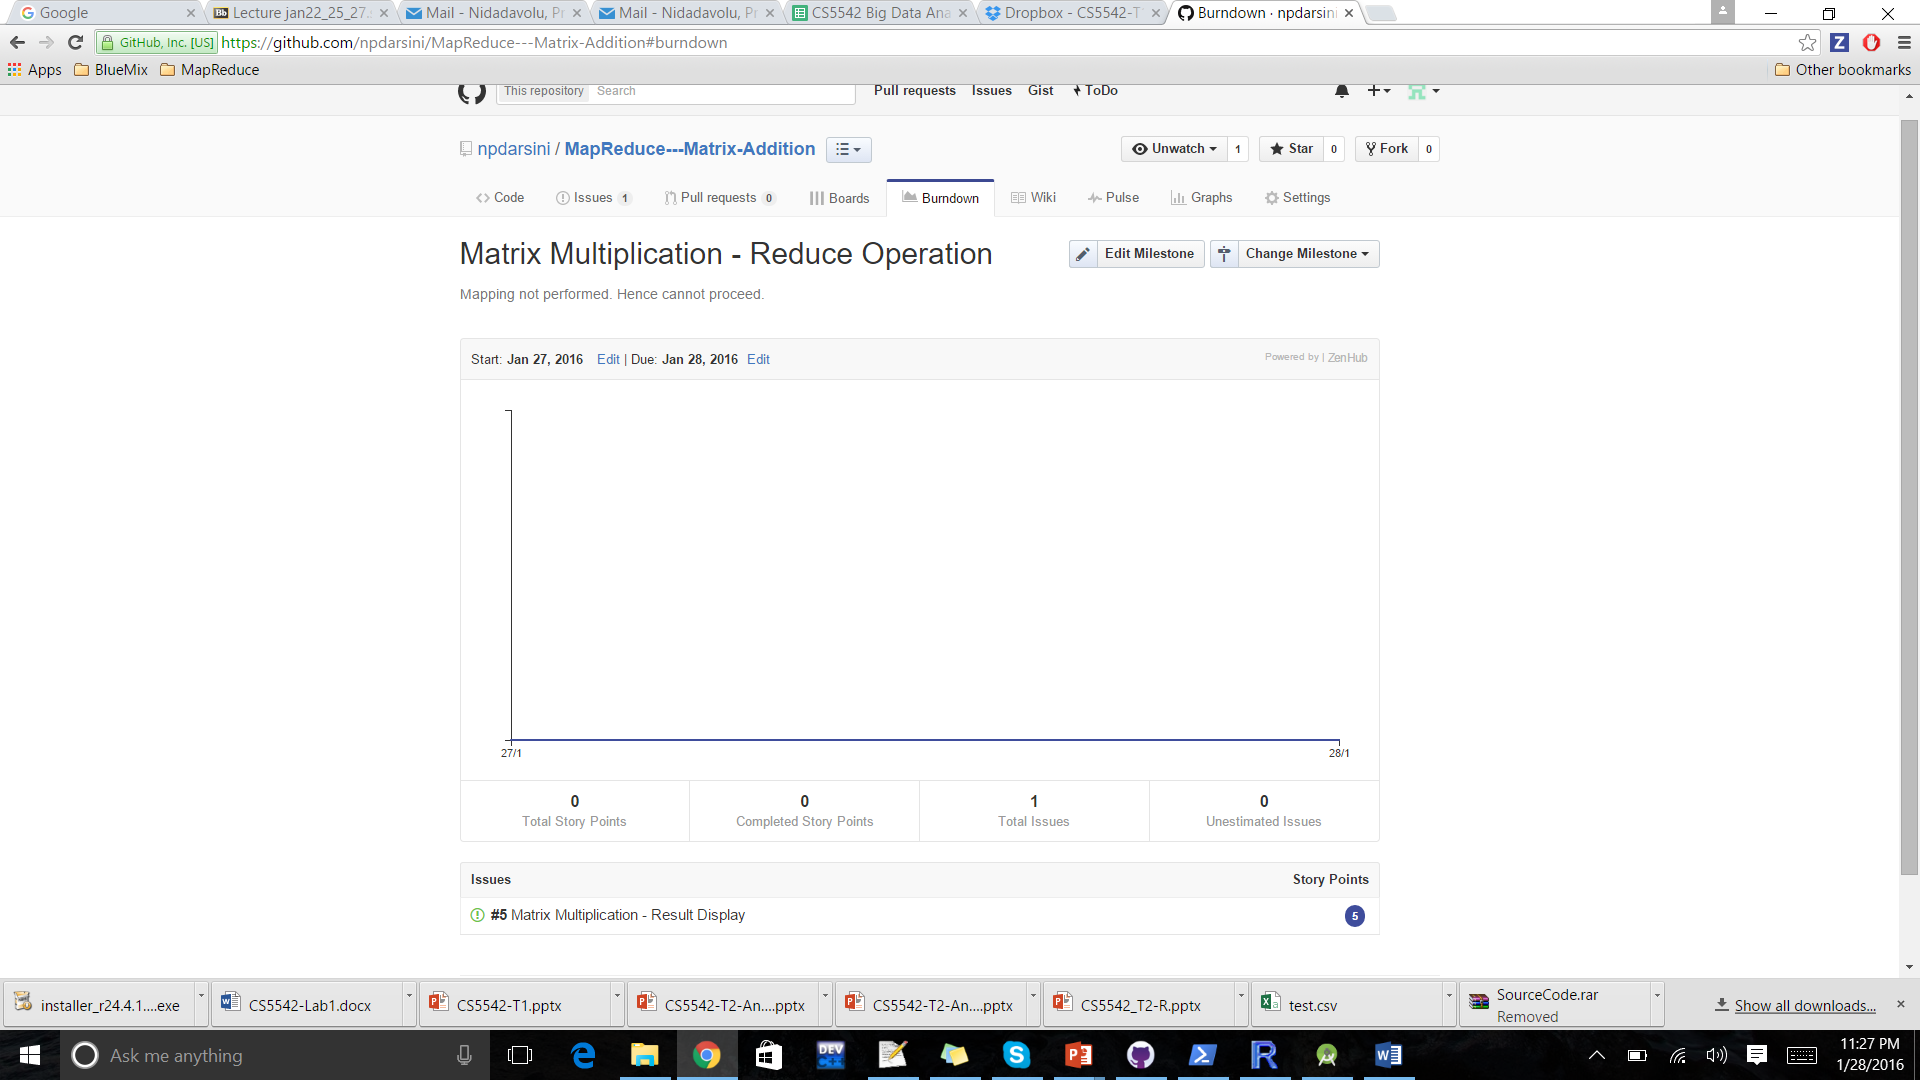 Google
Lecture jan22_25_27.
Mail - Nidadavolu, Pr
Mail - Nidadavolu, Pr
CS5542 Big Data Ana
Dropbox - CS5542-T
Burndown · npdarsini
GitHub, Inc. [US] https://github.com/npdarsini/MapReduce---Matrix-Addition#burndown
Apps BlueMix MapReduce Other bookmarks
This repository Search Pull requests Issues Gist ToDo
npdarsini / MapReduce---Matrix-Addition Unwatch 1 Star 0 Fork 0
Code Issues 1 Pull requests 0 Boards Burndown Wiki Pulse Graphs Settings
Matrix Multiplication - Reduce Operation Edit Milestone Change Milestone
Mapping not performed. Hence cannot proceed.
Start: Jan 27, 2016 Edit | Due: Jan 28, 2016 Edit Powered by | ZenHub
27/1 28/1
0 0 1 0
Total Story Points Completed Story Points Total Issues Unestimated Issues
Issues Story Points
#5 Matrix Multiplication - Result Display 5
installer_r24.4.1....exe CS5542-Lab1.docx CS5542-T1.pptx CS5542-T2-An....pptx CS5542-T2-An....pptx CS5542_T2-R.pptx test.csv SourceCode.rar Removed Show all downloads...
Ask me anything DEV 11:27 PM
1/28/2016